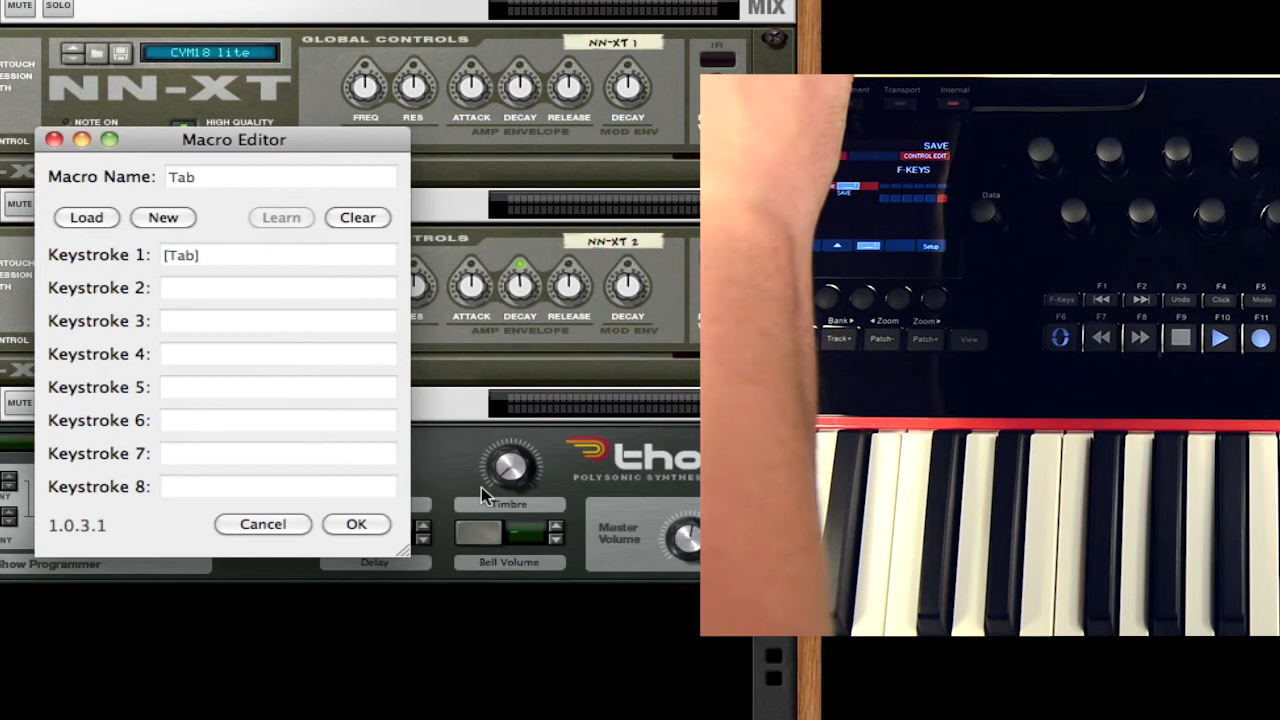 MUTE SOLO
MIX
GLOBAL CONTROLS
NN-XT 1
CYM18 lite
NN-XT
FREQ RES ATTACK DECAY RELEASE DECAY
AMP ENVELOPE MOD ENV
NOTE ON
HIGH QUALITY
Macro Editor
Macro Name: Tab
Load New Learn Clear
Keystroke 1: [Tab]
Keystroke 2:
Keystroke 3:
Keystroke 4:
Keystroke 5:
Keystroke 6:
Keystroke 7:
Keystroke 8:
1.0.3.1 Cancel OK
MUTE
NN-XT 2
ATTACK DECAY RELEASE DECAY
AMP ENVELOPE MOD ENV
MUTE
Timbre
POLYSONIC SYNTHES
Master
Volume
Delay
Bell Volume
Show Programmer
Transport Internal
SAVE
CONTROL EDIT
F-KEYS
SAVE
Data
Setup
Bank> <Zoom Zoom>
Track+ Patch- Patch+ View
F-Keys
F1 F2 F3 F4 F5
Undo Click Mode
F6 F7 F8 F9 F10 F11